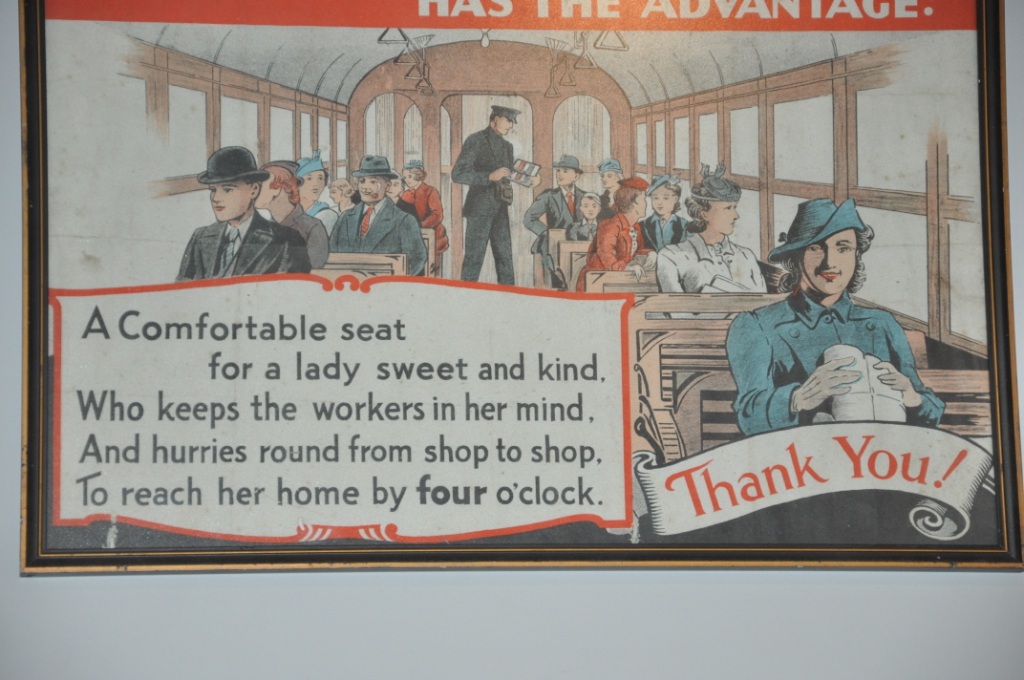 HAS THE ADVANTAGE.
A Comfortable seat
for a lady sweet and kind,
Who keeps the workers in her mind,
And hurries round from shop to shop,
To reach her home by four o'clock.
Thank You!